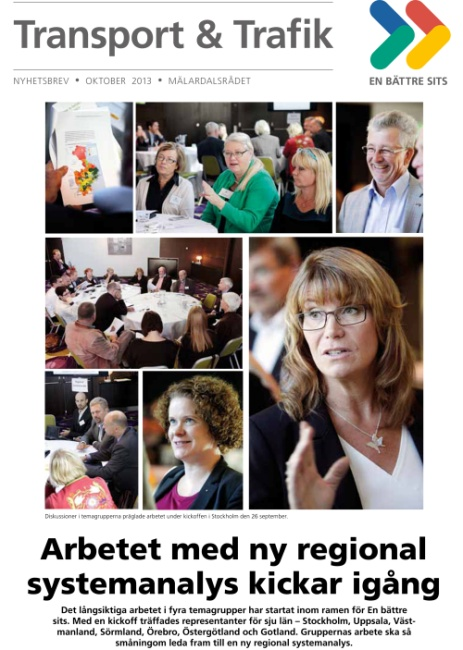 Transport & Trafik
NYHETSBREV • OKTOBER 2013 • MÄLARDALSRÅDET
EN BÄTTRE SITS
Diskussioner i temagrupperna präglade arbetet under kickoffen i Stockholm den 26 september.
Arbetet med ny regional
systemanalys kickar igång
Det långsiktiga arbetet i fyra temagrupper har startat inom ramen för En bättre
sits. Med en kickoff träffades representanter för sju län – Stockholm, Uppsala, Väst-
manland, Sörmland, Örebro, Östergötland och Gotland. Gruppernas arbete ska så
småningom leda fram till en ny regional systemanalys.